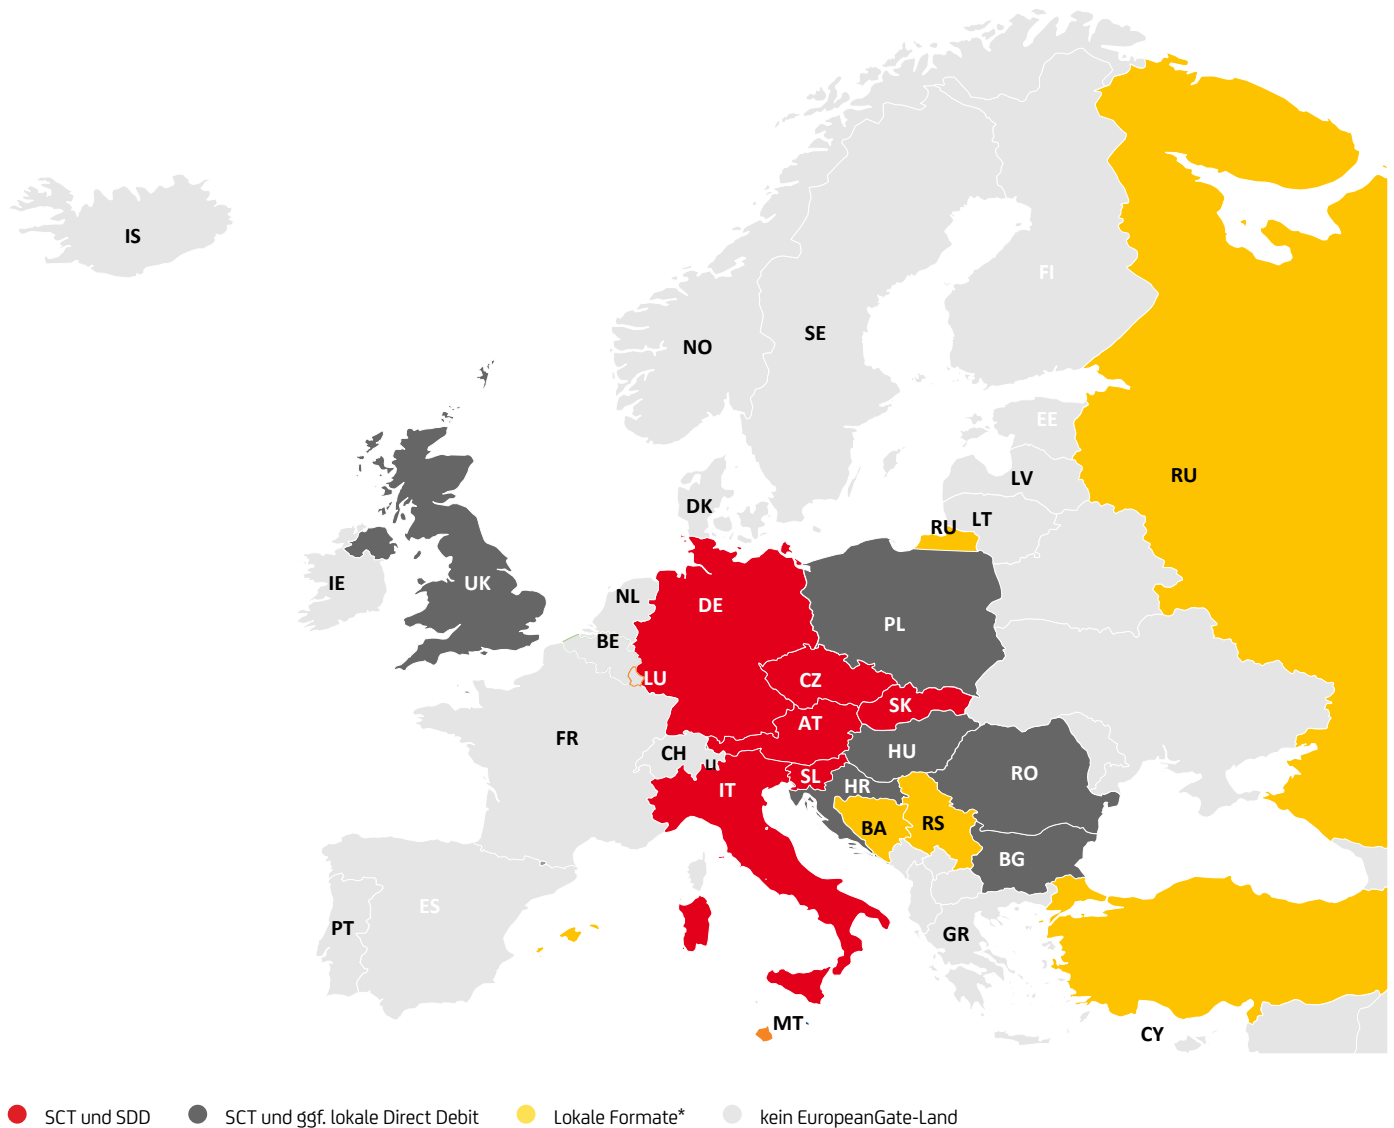 IS
FI
SE
NO
EE
RU
LV
DK
LT
RU
IE
UK
NL
DE
PL
BE
LU
CZ
SK
AT
FR
CH
LI
HU
SL
RO
IT
HR
BA
RS
BG
ES
PT
GR
MT
CY
SCT und SDD
SCT und ggf. lokale Direct Debit
Lokale Formate*
kein EuropeanGate-Land